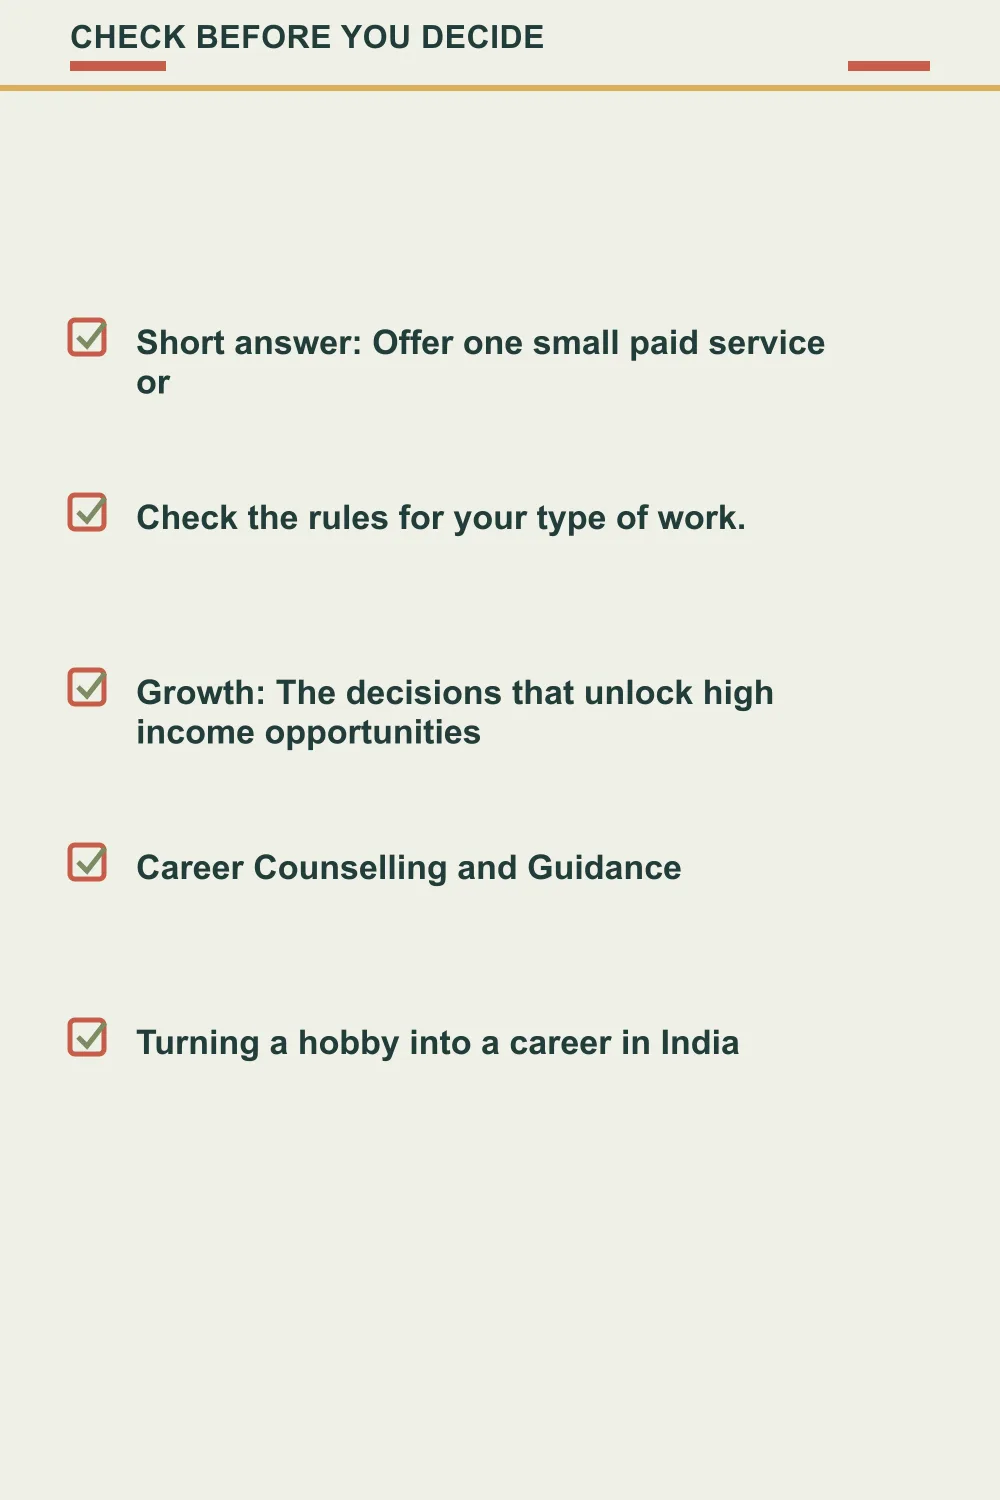 CHECK BEFORE YOU DECIDE
Short answer: Offer one small paid service
or
Check the rules for your type of work.
Growth: The decisions that unlock high
income opportunities
Career Counselling and Guidance
Turning a hobby into a career in India